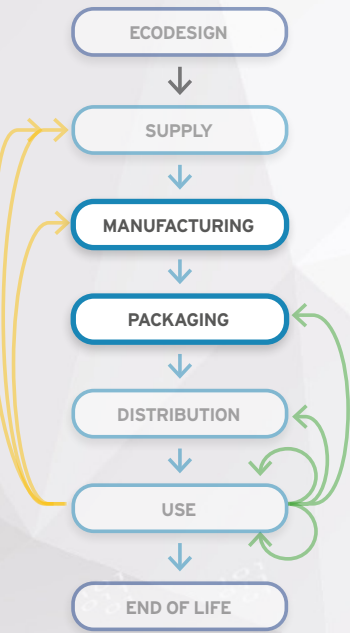 ECODESIGN
SUPPLY
MANUFACTURING
PACKAGING
DISTRIBUTION
USE
END OF LIFE